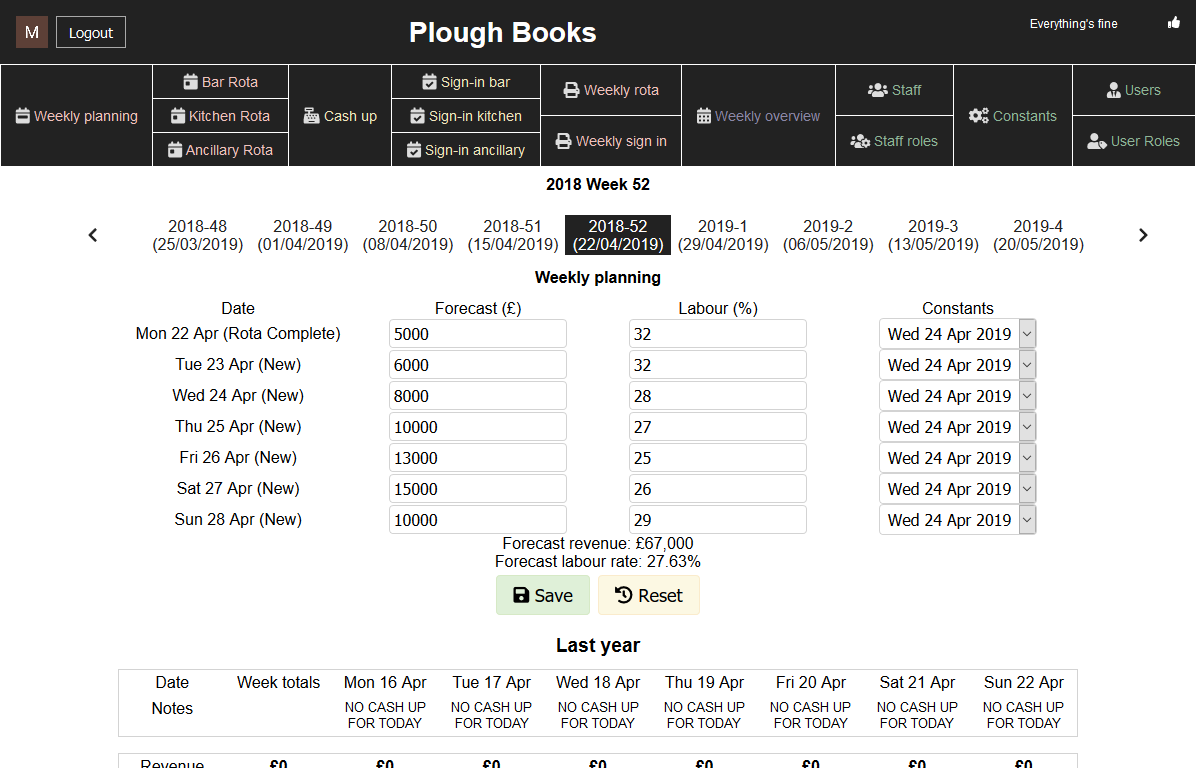 M
Logout
Plough Books
Everything's fine
Weekly planning
Bar Rota
Kitchen Rota
Ancillary Rota
Cash up
Sign-in bar
Sign-in kitchen
Sign-in ancillary
Weekly rota
Weekly sign in
Weekly overview
Staff
Staff roles
Constants
Users
User Roles
2018 Week 52
2018-48 2018-49 2018-50 2018-51 2018-52 2019-1 2019-2 2019-3 2019-4
(25/03/2019) (01/04/2019) (08/04/2019) (15/04/2019) (22/04/2019) (29/04/2019) (06/05/2019) (13/05/2019) (20/05/2019)
Weekly planning
Date Forecast (£) Labour (%) Constants
Mon 22 Apr (Rota Complete) 5000 32 Wed 24 Apr 2019
Tue 23 Apr (New) 6000 32 Wed 24 Apr 2019
Wed 24 Apr (New) 8000 28 Wed 24 Apr 2019
Thu 25 Apr (New) 10000 27 Wed 24 Apr 2019
Fri 26 Apr (New) 13000 25 Wed 24 Apr 2019
Sat 27 Apr (New) 15000 26 Wed 24 Apr 2019
Sun 28 Apr (New) 10000 29 Wed 24 Apr 2019
Forecast revenue: £67,000
Forecast labour rate: 27.63%
Save Reset
Last year
Date Week totals Mon 16 Apr Tue 17 Apr Wed 18 Apr Thu 19 Apr Fri 20 Apr Sat 21 Apr Sun 22 Apr
Notes NO CASH UP NO CASH UP NO CASH UP NO CASH UP NO CASH UP NO CASH UP NO CASH UP
FOR TODAY FOR TODAY FOR TODAY FOR TODAY FOR TODAY FOR TODAY FOR TODAY
Revenue £0 £0 £0 £0 £0 £0 £0 £0